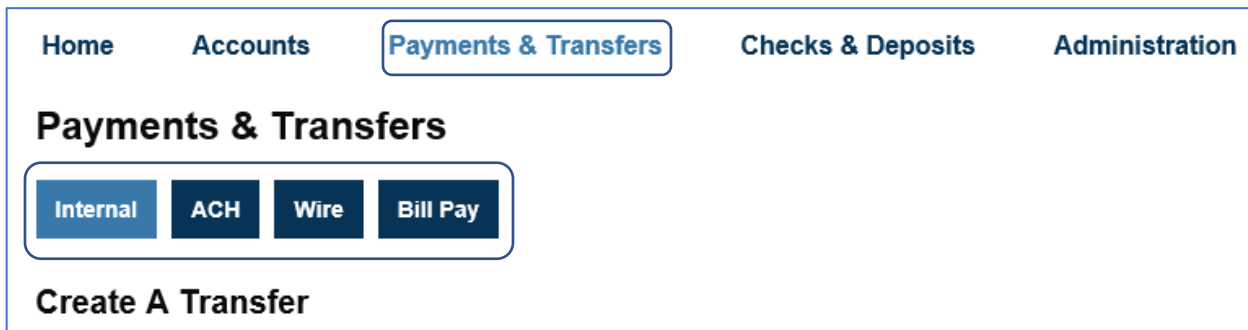 Home Accounts Payments & Transfers Checks & Deposits Administration
Payments & Transfers
Internal ACH Wire Bill Pay
Create A Transfer